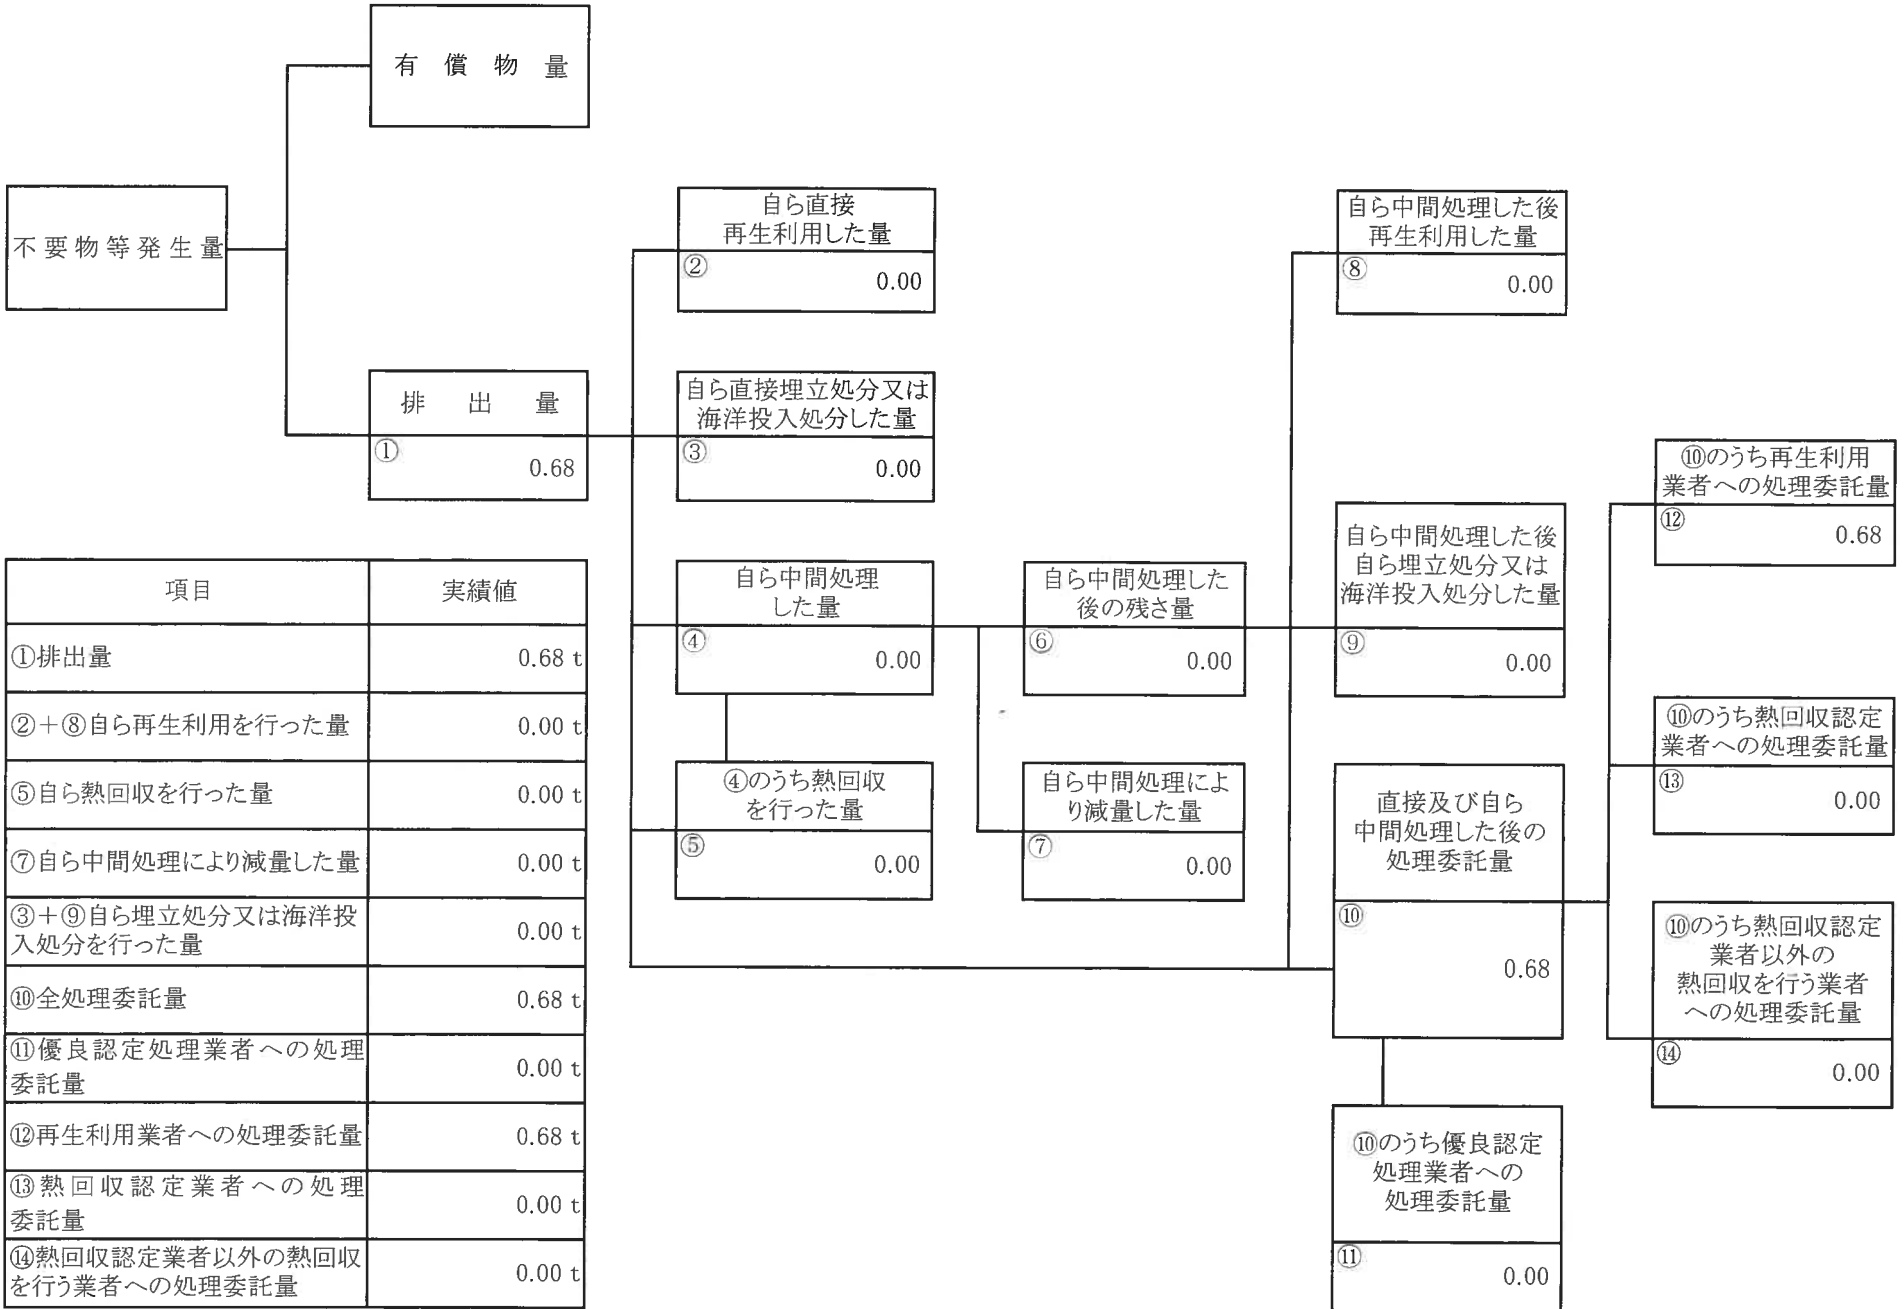 有償物量
不要物等発生量
排出量
①
0.68
自ら直接
再生利用した量
②
0.00
自ら直接埋立処分又は
海洋投入処分した量
③
0.00
自ら中間処理
した量
④
0.00
④のうち熱回収
を行った量
⑤
0.00
自ら中間処理した
後の残さ量
⑥
0.00
自ら中間処理によ
り減量した量
⑦
0.00
自ら中間処理した後
再生利用した量
⑧
0.00
自ら中間処理した後
自ら埋立処分又は
海洋投入処分した量
⑨
0.00
直接及び自ら
中間処理した後の
処理委託量
⑩
0.68
⑩のうち優良認定
処理業者への
処理委託量
⑪
0.00
⑩のうち再生利用
業者への処理委託量
⑫
0.68
⑩のうち熱回収認定
業者への処理委託量
⑬
0.00
⑩のうち熱回収認定
業者以外の
熱回収を行う業者
への処理委託量
⑭
0.00
項目 実績値
①排出量 0.68 t
②+⑧自ら再生利用を行った量 0.00 t
⑤自ら熱回収を行った量 0.00 t
⑦自ら中間処理により減量した量 0.00 t
③+⑨自ら埋立処分又は海洋投
入処分を行った量 0.00 t
⑩全処理委託量 0.68 t
⑪優良認定処理業者への処理
委託量 0.00 t
⑫再生利用業者への処理委託量 0.68 t
⑬熱回収認定業者への処理
委託量 0.00 t
⑭熱回収認定業者以外の熱回収
を行う業者への処理委託量 0.00 t